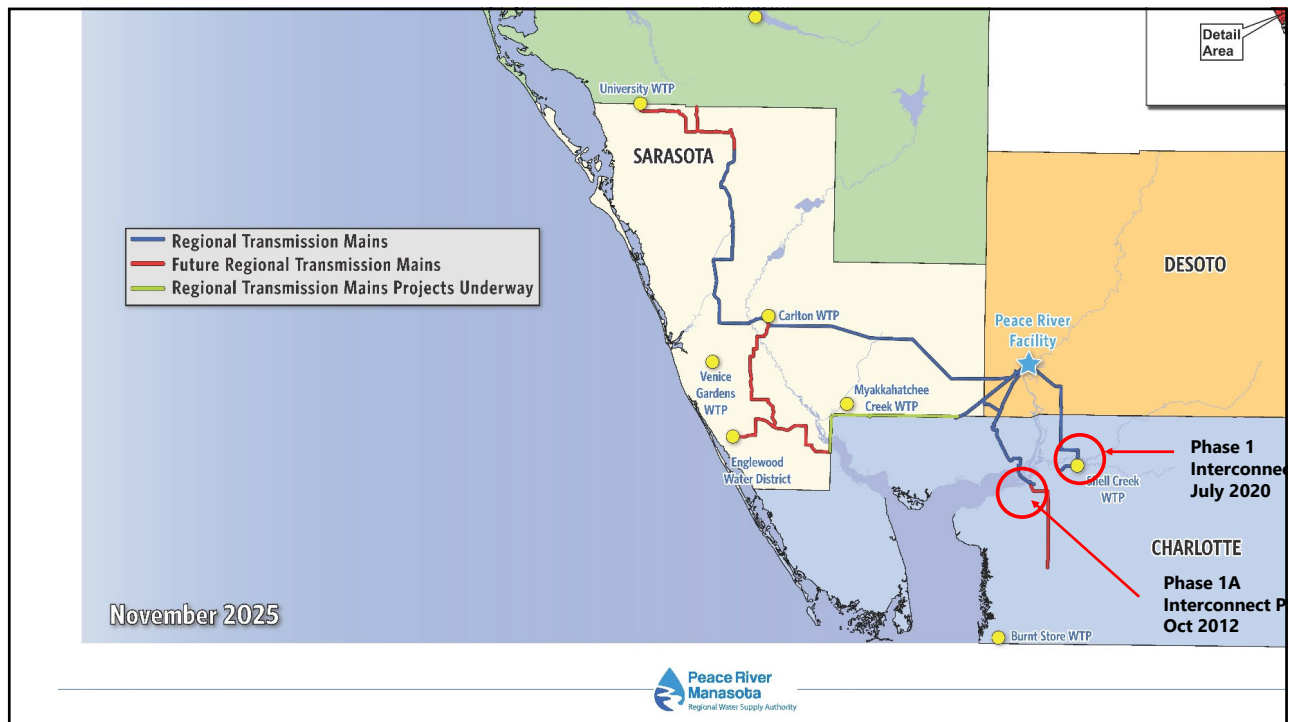 Detail
Area
University WTP
SARASOTA
Regional Transmission Mains
Future Regional Transmission Mains
Regional Transmission Mains Projects Underway
DESOTO
Carlton WTP
Peace River
Facility
Venice
Gardens
WTP
Myakkahatchee
Creek WTP
Englewood
Water District
Phase 1
Interconnec
July 2020
Shell Creek
WTP
CHARLOTTE
Phase 1A
Interconnect P
Oct 2012
November 2025
Burnt Store WTP
Peace River
Manasota
Regional Water Supply Authority